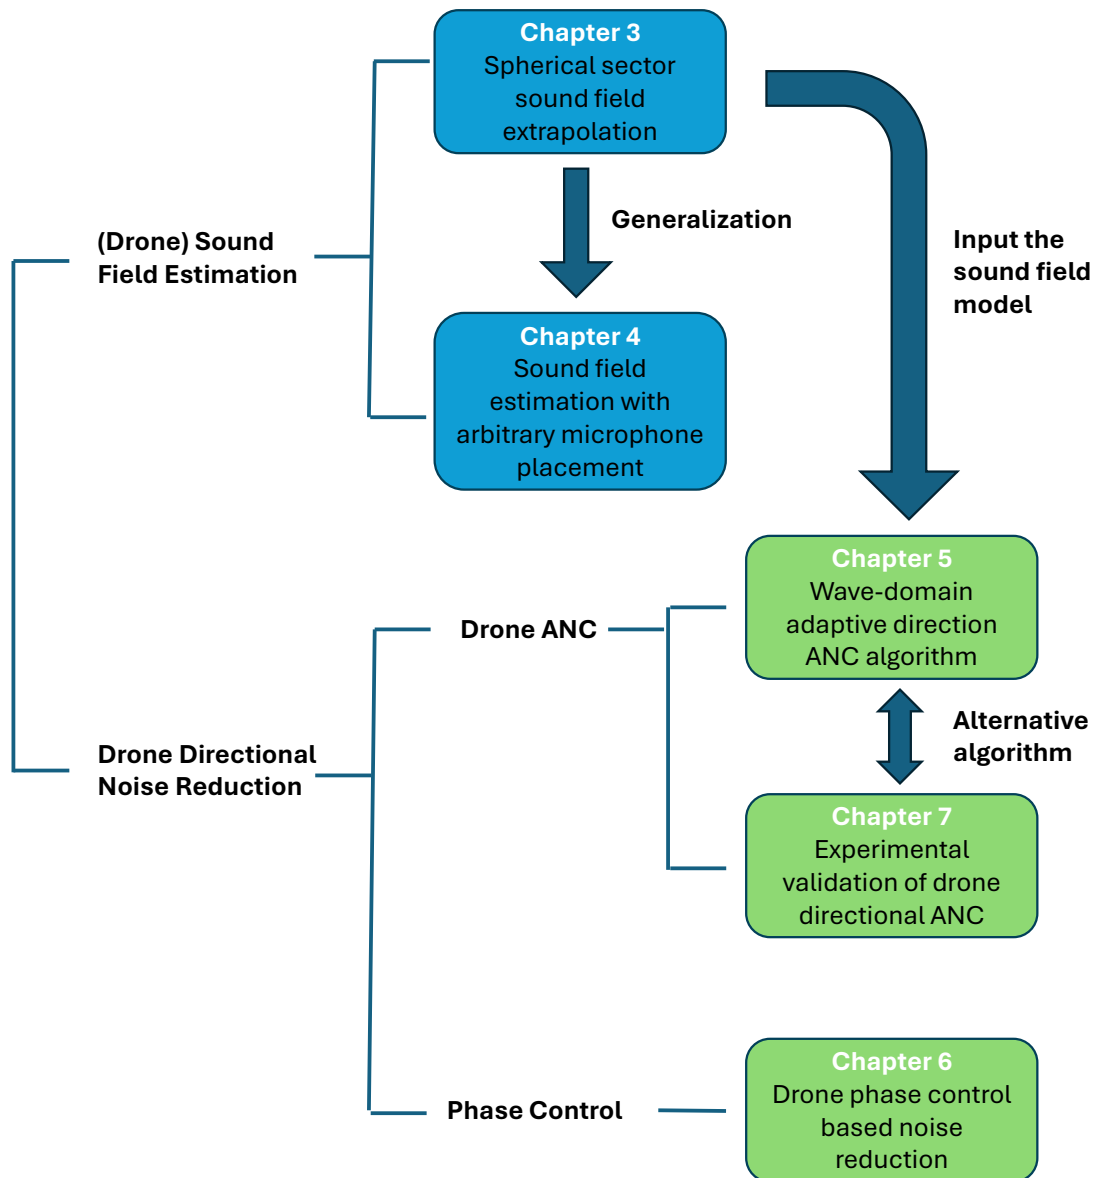 Chapter 3
Spherical sector
sound field
extrapolation
Generalization
(Drone) Sound
Field Estimation
Input the
sound field
model
Chapter 4
Sound field
estimation with
arbitrary microphone
placement
Chapter 5
Wave-domain
adaptive direction
ANC algorithm
Drone ANC
Alternative
algorithm
Drone Directional
Noise Reduction
Chapter 7
Experimental
validation of drone
directional ANC
Chapter 6
Drone phase control
based noise
reduction
Phase Control